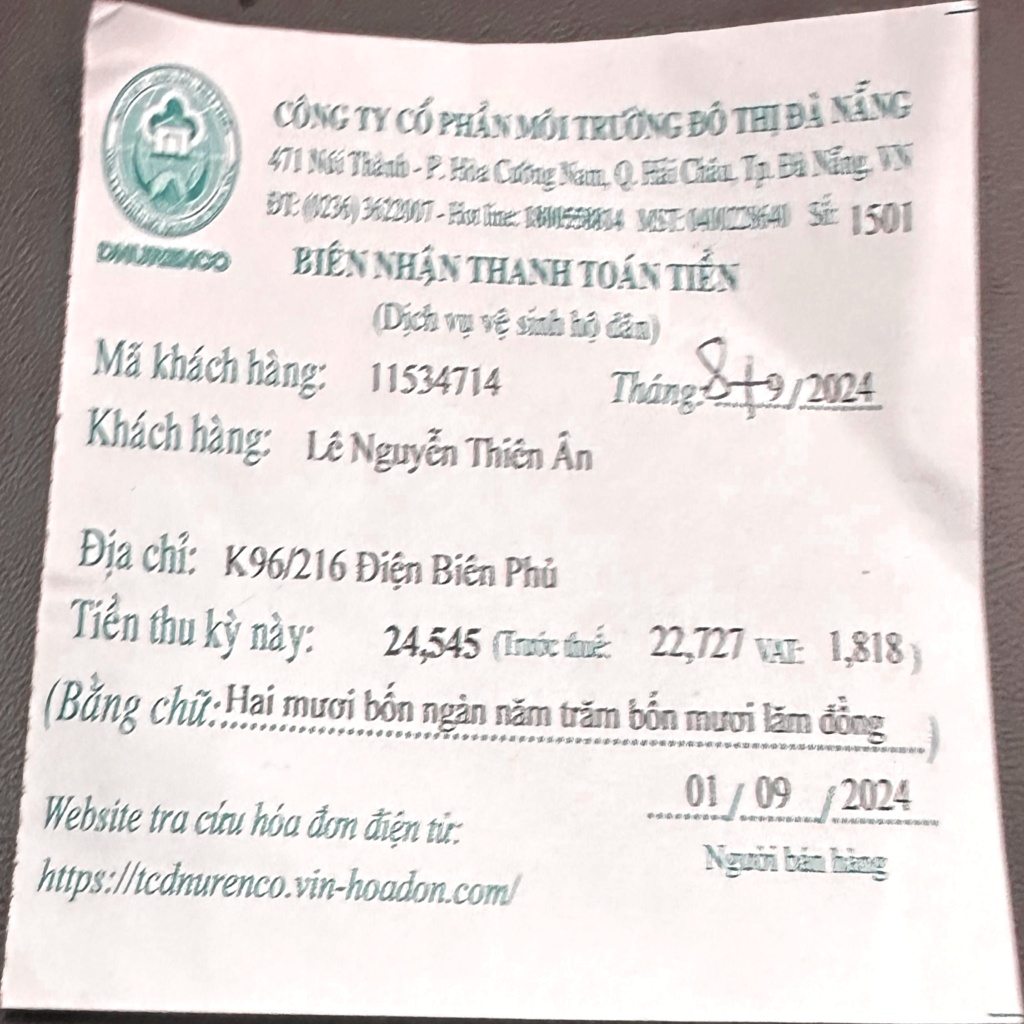 CÔNG TY CỔ PHẦN MÔI TRƯỜNG ĐÔ THỊ ĐÀ NẴNG
471 Núi Thành - P. Hòa Cường Nam, Q. Hải Châu, Tp. Đà Nẵng, VN
ĐT: (0236) 3622007 - Hot line: MST: Số: 1501
DNURENCO
BIÊN NHẬN THANH TOÁN TIỀN
(Dịch vụ vệ sinh hộ dân)
Mã khách hàng: 11534714 Tháng: 8+9/2024
Khách hàng: Lê Nguyễn Thiên Ân
Địa chỉ: K96/216 Điện Biên Phủ
Tiền thu kỳ này: 24,545 (Trước thuế: 22,727 VAT: 1,818)
(Bằng chữ: Hai mươi bốn ngàn năm trăm bốn mươi lăm đồng)
01 / 09 / 2024
Người bán hàng
Website tra cứu hóa đơn điện tử:
https://tcdnurenco.vin-hoadon.com/